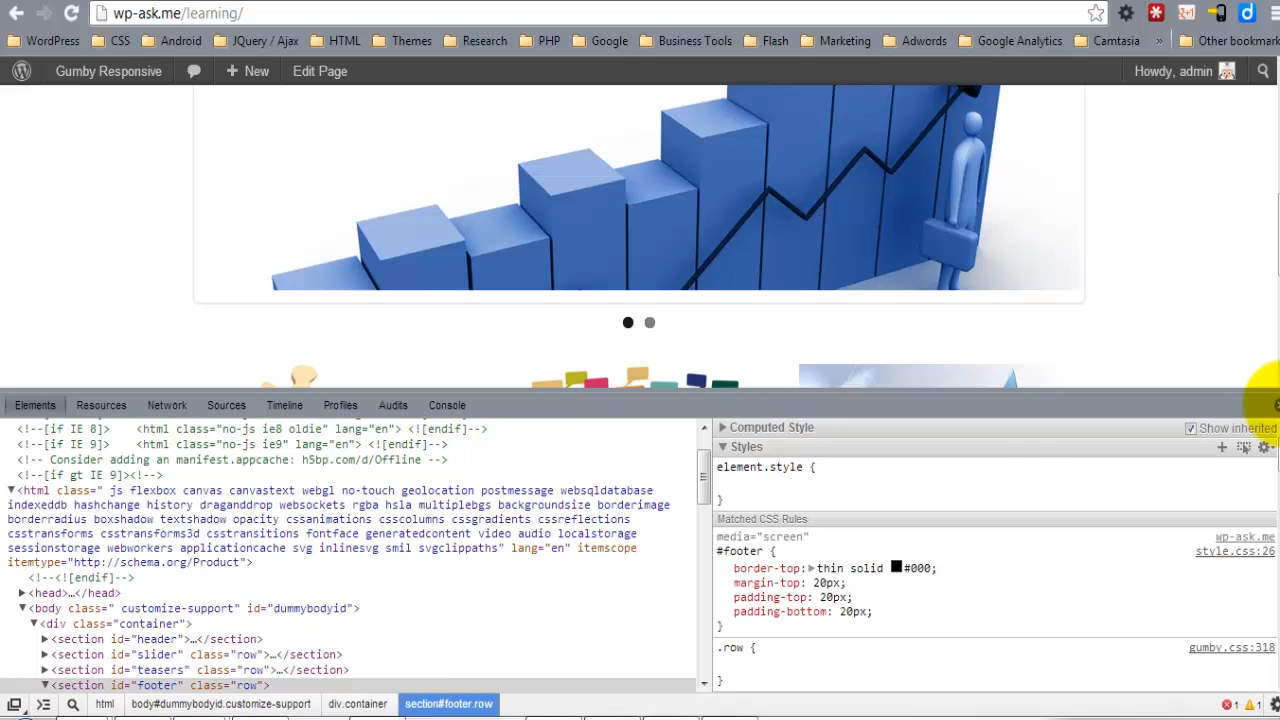 wp-ask.me/learning/
WordPress CSS Android JQuery / Ajax HTML Themes Research PHP Google Business Tools Flash Marketing Adwords Google Analytics Camtasia » Other bookmark
Gumby Responsive + New Edit Page Howdy, admin
Elements Resources Network Sources Timeline Profiles Audits Console
<!--[if IE 8]> <html class="no-js ie8 oldie" lang="en"> <![endif]-->
<!--[if IE 9]> <html class="no-js ie9" lang="en"> <![endif]-->
<!-- Consider adding an manifest.appcache: h5bp.com/d/Offline -->
<!--[if gt IE 9]><!-->
<html class=" js flexbox canvas canvastext webgl no-touch geolocation postmessage websqldatabase
indexeddb hashchange history draganddrop websockets rgba hsla multiplebgs backgroundsize borderimage
borderradius boxshadow textshadow opacity cssanimations csscolumns cssgradients cssreflections
csstransforms csstransforms3d csstransitions fontface generatedcontent video audio localstorage
sessionstorage webworkers applicationcache svg inlinesvg smil svgclippaths" lang="en" itemscope
itemtype="http://schema.org/Product">
<!--<![endif]-->
<head>…</head>
<body class=" customize-support" id="dummybodyid">
<div class="container">
<section id="header">…</section>
<section id="slider" class="row">…</section>
<section id="teasers" class="row">…</section>
<section id="footer" class="row">
Computed Style Show inherited
Styles
element.style {
}
Matched CSS Rules
media="screen" wp-ask.me
#footer { style.css:26
border-top: thin solid #000;
margin-top: 20px;
padding-top: 20px;
padding-bottom: 20px;
}
.row { gumby.css:318
}
html body#dummybodyid.customize-support div.container section#footer.row 1 1